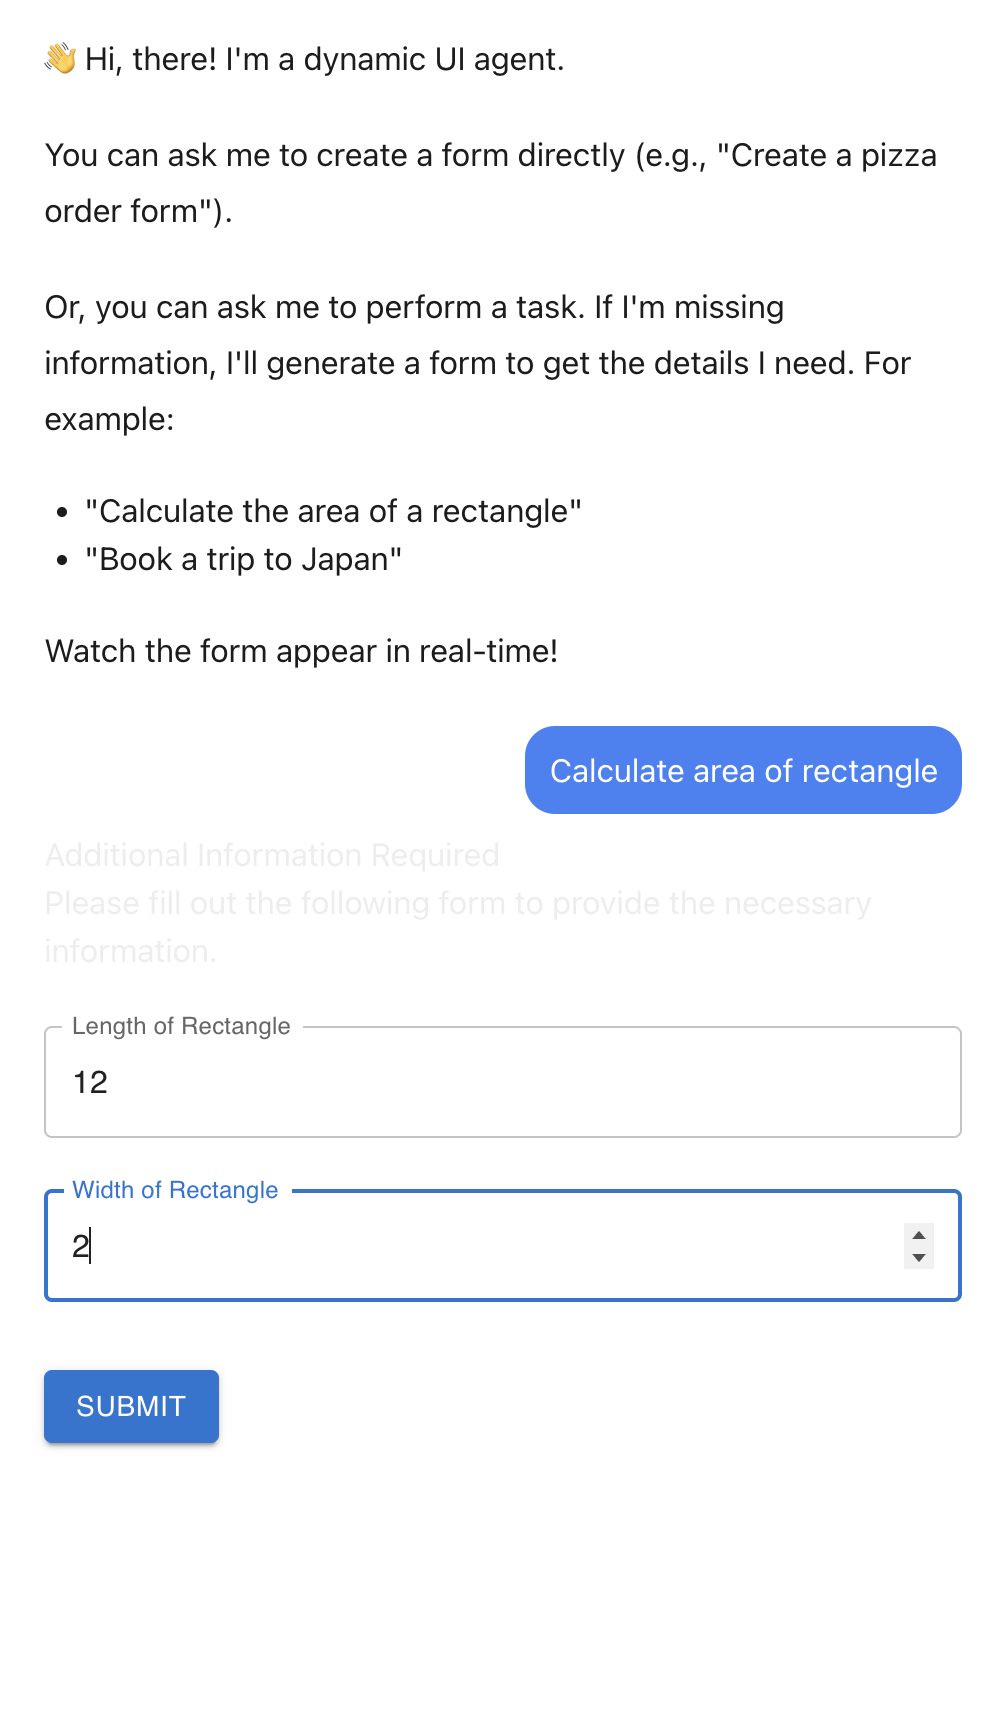 👋 Hi, there! I'm a dynamic UI agent.
You can ask me to create a form directly (e.g., "Create a pizza
order form").
Or, you can ask me to perform a task. If I'm missing
information, I'll generate a form to get the details I need. For
example:
• "Calculate the area of a rectangle"
• "Book a trip to Japan"
Watch the form appear in real-time!
Calculate area of rectangle
Additional Information Required
Please fill out the following form to provide the necessary
information.
Length of Rectangle
12
Width of Rectangle
2
SUBMIT